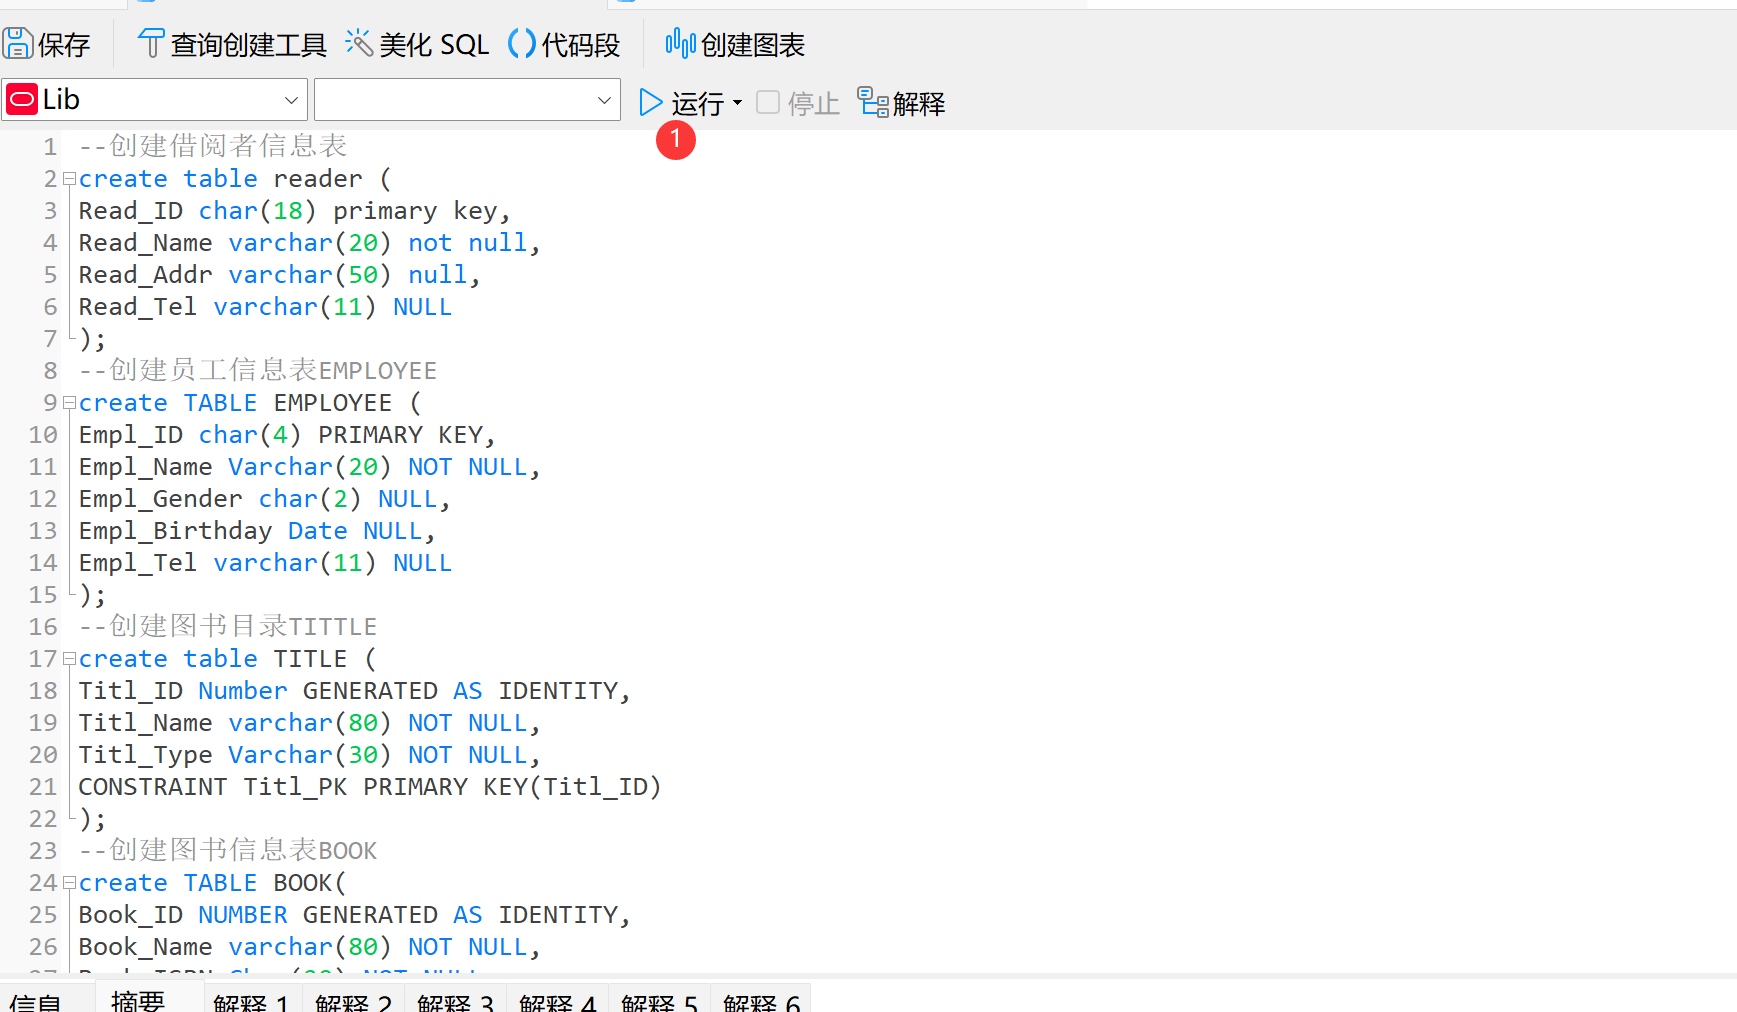 保存 查询创建工具 美化 SQL 代码段 创建图表
Lib 运行 停止 解释
1
1 --创建借阅者信息表
2 create table reader (
3 Read_ID char(18) primary key,
4 Read_Name varchar(20) not null,
5 Read_Addr varchar(50) null,
6 Read_Tel varchar(11) NULL
7 );
8 --创建员工信息表EMPLOYEE
9 create TABLE EMPLOYEE (
10 Empl_ID char(4) PRIMARY KEY,
11 Empl_Name Varchar(20) NOT NULL,
12 Empl_Gender char(2) NULL,
13 Empl_Birthday Date NULL,
14 Empl_Tel varchar(11) NULL
15 );
16 --创建图书目录TITTLE
17 create table TITLE (
18 Titl_ID Number GENERATED AS IDENTITY,
19 Titl_Name varchar(80) NOT NULL,
20 Titl_Type Varchar(30) NOT NULL,
21 CONSTRAINT Titl_PK PRIMARY KEY(Titl_ID)
22 );
23 --创建图书信息表BOOK
24 create TABLE BOOK(
25 Book_ID NUMBER GENERATED AS IDENTITY,
26 Book_Name varchar(80) NOT NULL,
信息 摘要 解释 1 解释 2 解释 3 解释 4 解释 5 解释 6